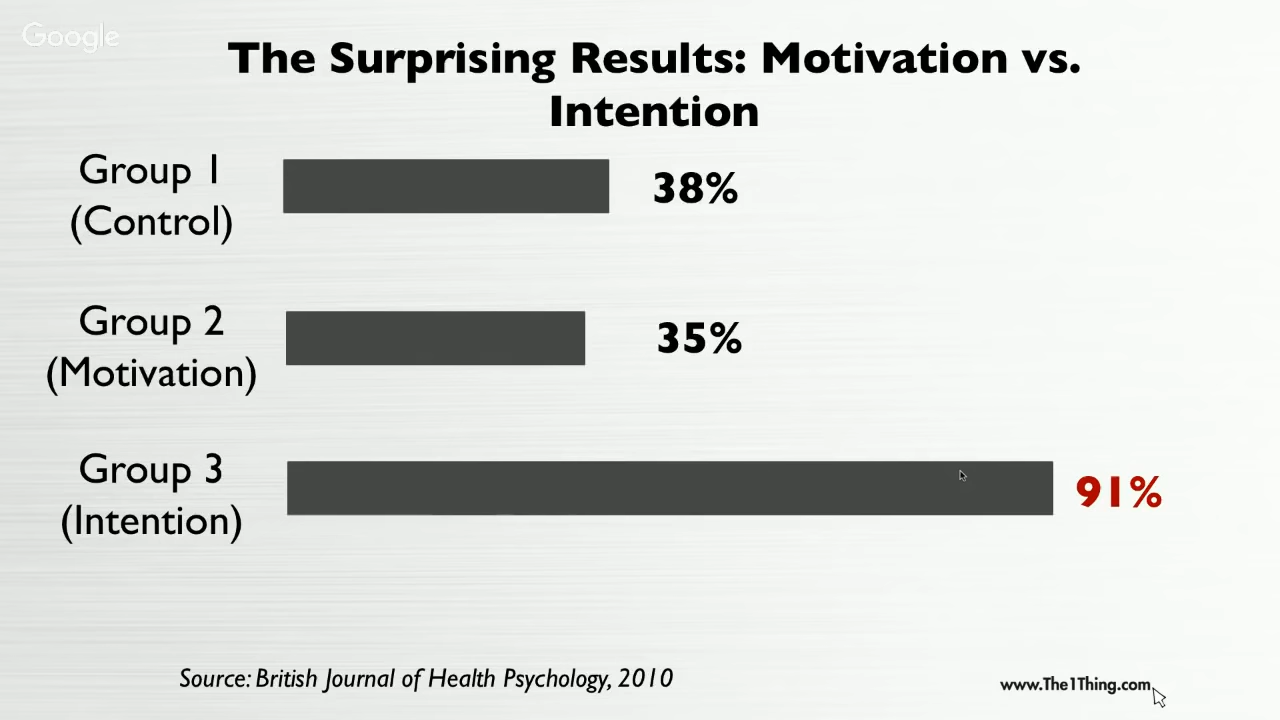 Google
The Surprising Results: Motivation vs.
Intention
Group 1
(Control)
38%
Group 2
(Motivation)
35%
Group 3
(Intention)
91%
Source: British Journal of Health Psychology, 2010
www.The1Thing.com